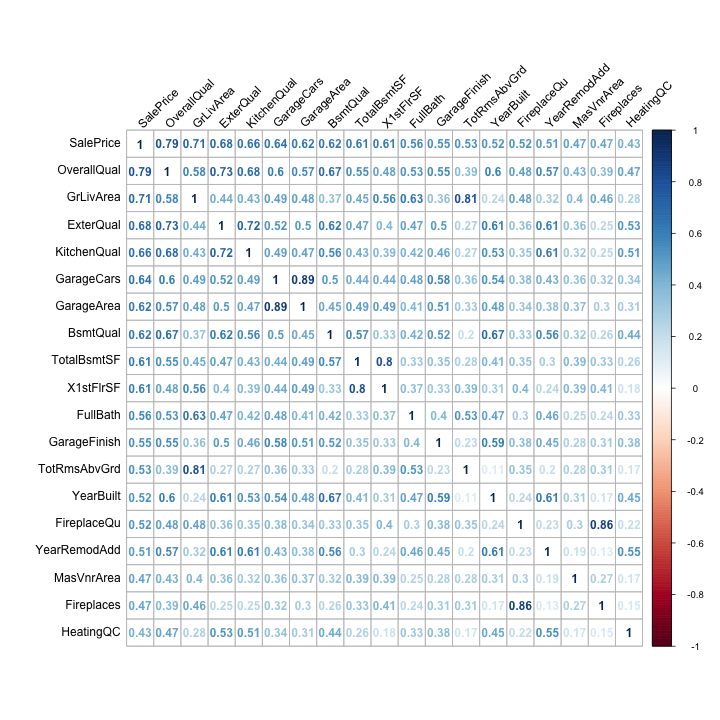 SalePrice OverallQual GrLivArea ExterQual KitchenQual GarageCars GarageArea BsmtQual TotalBsmtSF X1stFlrSF FullBath GarageFinish TotRmsAbvGrd YearBuilt FireplaceQu YearRemodAdd MasVnrArea Fireplaces HeatingQC
SalePrice 1 0.79 0.71 0.68 0.66 0.64 0.62 0.62 0.61 0.61 0.56 0.55 0.53 0.52 0.52 0.51 0.47 0.47 0.43
OverallQual 0.79 1 0.58 0.73 0.68 0.6 0.57 0.67 0.55 0.48 0.53 0.55 0.39 0.6 0.48 0.57 0.43 0.39 0.47
GrLivArea 0.71 0.58 1 0.44 0.43 0.49 0.48 0.37 0.45 0.56 0.63 0.36 0.81 0.24 0.48 0.32 0.4 0.46 0.28
ExterQual 0.68 0.73 0.44 1 0.72 0.52 0.5 0.62 0.47 0.4 0.47 0.5 0.27 0.61 0.36 0.61 0.36 0.25 0.53
KitchenQual 0.66 0.68 0.43 0.72 1 0.49 0.47 0.56 0.43 0.39 0.42 0.46 0.27 0.53 0.35 0.61 0.32 0.25 0.51
GarageCars 0.64 0.6 0.49 0.52 0.49 1 0.89 0.5 0.44 0.44 0.48 0.58 0.36 0.54 0.38 0.43 0.36 0.32 0.34
GarageArea 0.62 0.57 0.48 0.5 0.47 0.89 1 0.45 0.49 0.49 0.41 0.51 0.33 0.48 0.34 0.38 0.37 0.3 0.31
BsmtQual 0.62 0.67 0.37 0.62 0.56 0.5 0.45 1 0.57 0.33 0.42 0.52 0.2 0.67 0.33 0.56 0.32 0.26 0.44
TotalBsmtSF 0.61 0.55 0.45 0.47 0.43 0.44 0.49 0.57 1 0.8 0.33 0.35 0.28 0.41 0.35 0.3 0.39 0.33 0.26
X1stFlrSF 0.61 0.48 0.56 0.4 0.39 0.44 0.49 0.33 0.8 1 0.37 0.33 0.39 0.31 0.4 0.24 0.39 0.41 0.18
FullBath 0.56 0.53 0.63 0.47 0.42 0.48 0.41 0.42 0.33 0.37 1 0.4 0.53 0.47 0.3 0.46 0.25 0.24 0.33
GarageFinish 0.55 0.55 0.36 0.5 0.46 0.58 0.51 0.52 0.35 0.33 0.4 1 0.23 0.59 0.38 0.45 0.28 0.31 0.38
TotRmsAbvGrd 0.53 0.39 0.81 0.27 0.27 0.36 0.33 0.2 0.28 0.39 0.53 0.23 1 0.11 0.35 0.2 0.28 0.31 0.17
YearBuilt 0.52 0.6 0.24 0.61 0.53 0.54 0.48 0.67 0.41 0.31 0.47 0.59 0.11 1 0.24 0.61 0.31 0.17 0.45
FireplaceQu 0.52 0.48 0.48 0.36 0.35 0.38 0.34 0.33 0.35 0.4 0.3 0.38 0.35 0.24 1 0.23 0.3 0.86 0.22
YearRemodAdd 0.51 0.57 0.32 0.61 0.61 0.43 0.38 0.56 0.3 0.24 0.46 0.45 0.2 0.61 0.23 1 0.19 0.13 0.55
MasVnrArea 0.47 0.43 0.4 0.36 0.32 0.36 0.37 0.32 0.39 0.39 0.25 0.28 0.28 0.31 0.3 0.19 1 0.27 0.17
Fireplaces 0.47 0.39 0.46 0.25 0.25 0.32 0.3 0.26 0.33 0.41 0.24 0.31 0.31 0.17 0.86 0.13 0.27 1 0.15
HeatingQC 0.43 0.47 0.28 0.53 0.51 0.34 0.31 0.44 0.26 0.18 0.33 0.38 0.17 0.45 0.22 0.55 0.17 0.15 1
1
0.8
0.6
0.4
0.2
0
-0.2
-0.4
-0.6
-0.8
-1